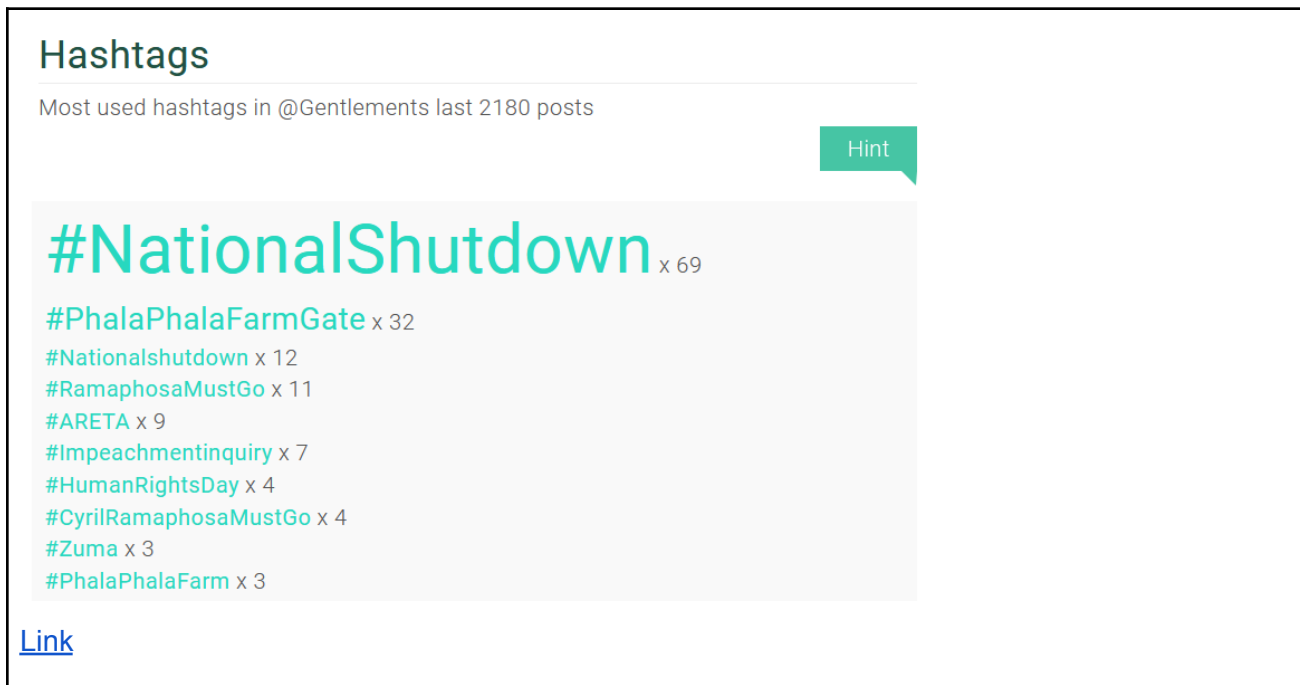 Hashtags
Most used hashtags in @Gentlements last 2180 posts
Hint
#NationalShutdown x 69
#PhalaPhalaFarmGate x 32
#Nationalshutdown x 12
#RamaphosaMustGo x 11
#ARETA x 9
#Impeachmentinquiry x 7
#HumanRightsDay x 4
#CyrilRamaphosaMustGo x 4
#Zuma x 3
#PhalaPhalaFarm x 3
Link